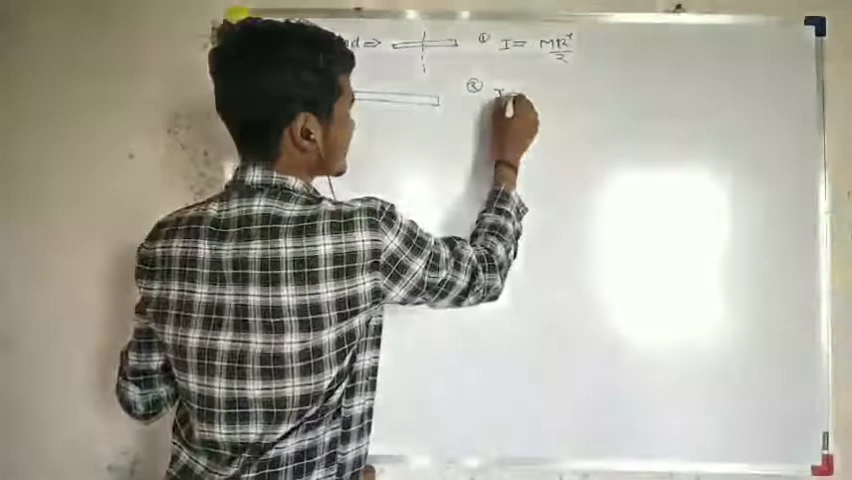 d ⇒ ① I = MR²/2
② I